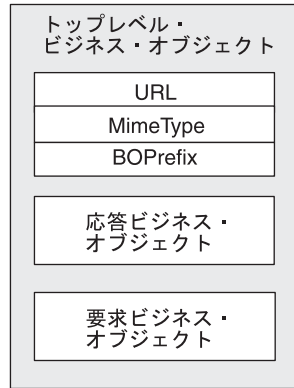 トップレベル・
ビジネス・オブジェクト
URL
MimeType
BOPrefix
応答ビジネス・
オブジェクト
要求ビジネス・
オブジェクト